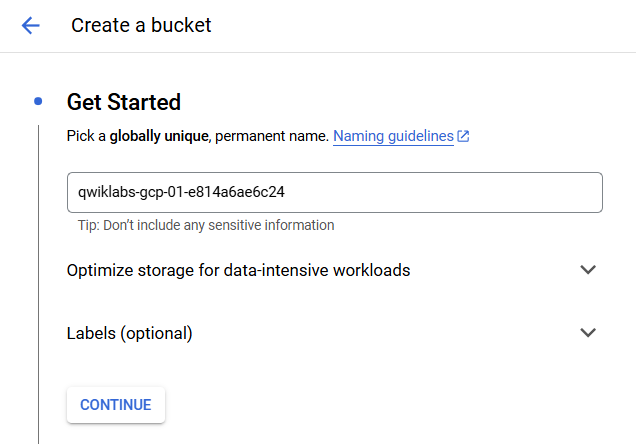 Create a bucket
Get Started
Pick a globally unique, permanent name. Naming guidelines
qwiklabs-gcp-01-e814a6ae6c24
Tip: Don't include any sensitive information
Optimize storage for data-intensive workloads
Labels (optional)
CONTINUE